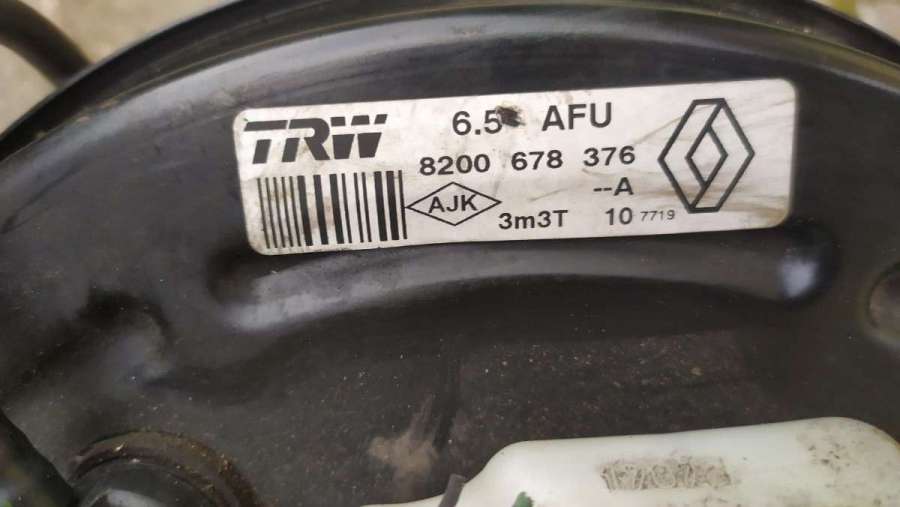 TRW 6.5 AFU
8200 678 376
--A
AJK
3m3T 10 7719